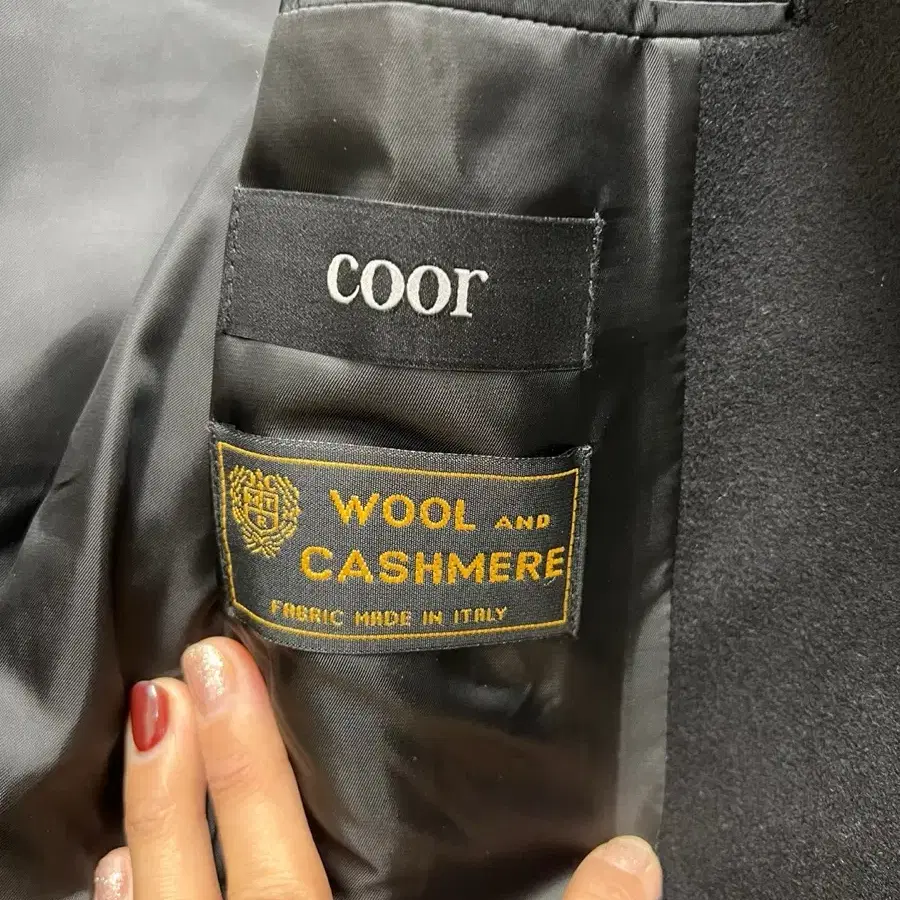 coor
WOOL AND
CASHMERE
FABRIC MADE IN ITALY